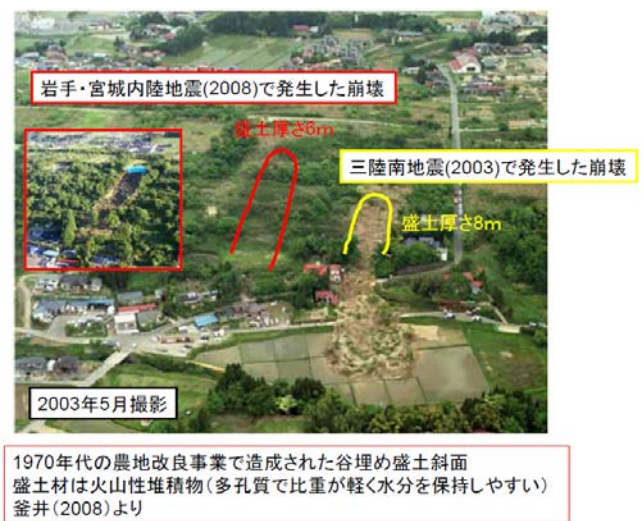 岩手・宮城内陸地震(2008)で発生した崩壊
盛土厚さ6m
三陸南地震(2003)で発生した崩壊
盛土厚さ8m
2003年5月撮影
1970年代の農地改良事業で造成された谷埋め盛土斜面
盛土材は火山性堆積物(多孔質で比重が軽く水分を保持しやすい)
釜井(2008)より